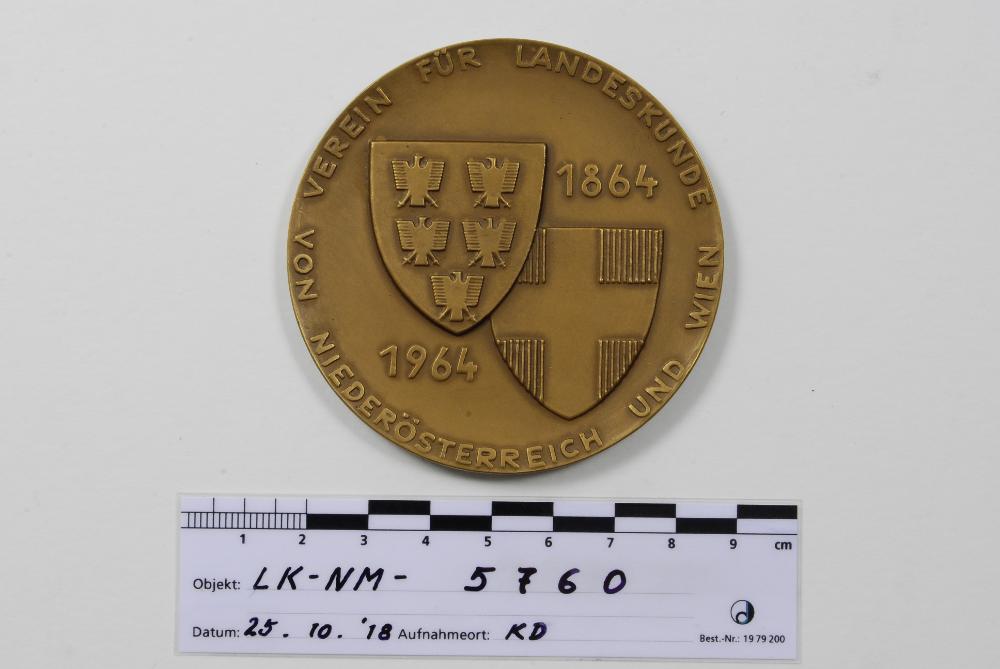 VEREIN FÜR LANDESKUNDE
VON NIEDERÖSTERREICH UND WIEN
1864
1964
1 2 3 4 5 6 7 8 9 cm
Objekt: LK-NM- 5760
Datum: 25. 10. '18 Aufnahmeort: KD
Best.-Nr.: 19 79 200